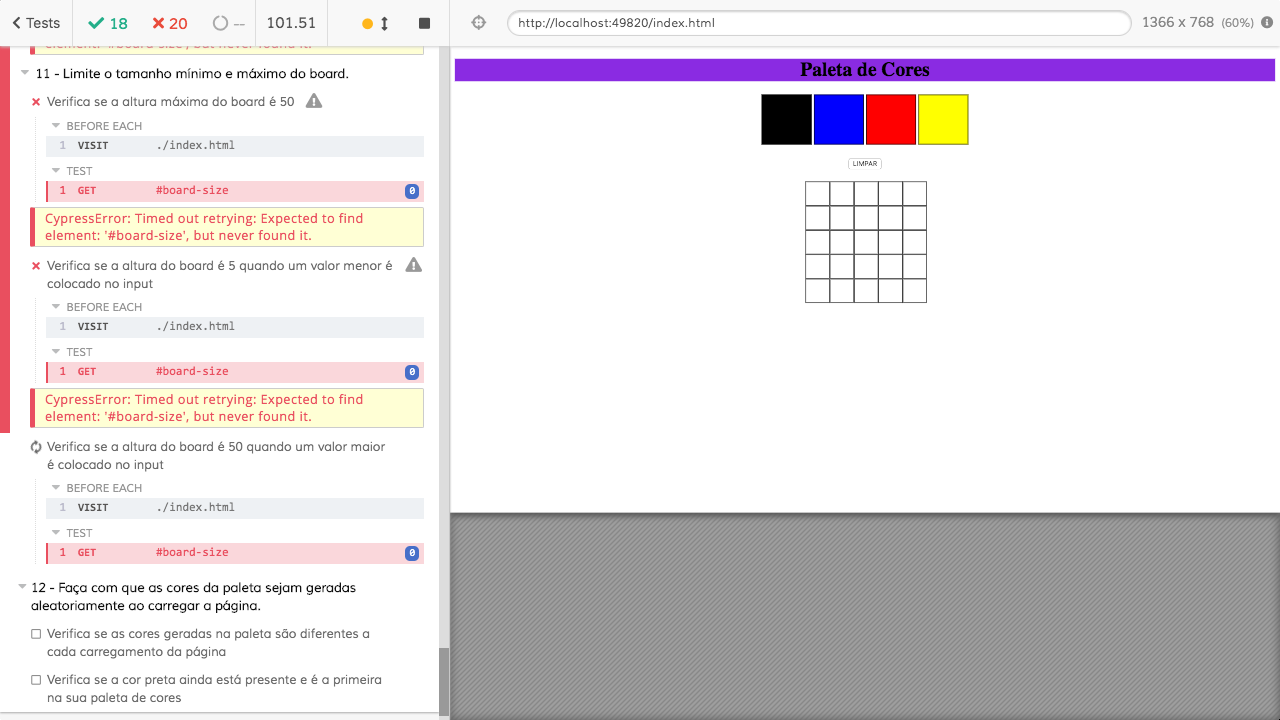 Tests
18
20
--
101.51
http://localhost:49820/index.html
1366 x 768 (60%)
element: '#board-size', but never found it.
11 - Limite o tamanho mínimo e máximo do board.
Verifica se a altura máxima do board é 50
BEFORE EACH
1 VISIT ./index.html
TEST
1 GET #board-size 0
CypressError: Timed out retrying: Expected to find
element: '#board-size', but never found it.
Verifica se a altura do board é 5 quando um valor menor é
colocado no input
BEFORE EACH
1 VISIT ./index.html
TEST
1 GET #board-size 0
CypressError: Timed out retrying: Expected to find
element: '#board-size', but never found it.
Verifica se a altura do board é 50 quando um valor maior
é colocado no input
BEFORE EACH
1 VISIT ./index.html
TEST
1 GET #board-size 0
12 - Faça com que as cores da paleta sejam geradas
aleatoriamente ao carregar a página.
Verifica se as cores geradas na paleta são diferentes a
cada carregamento da página
Verifica se a cor preta ainda está presente e é a primeira
na sua paleta de cores
Paleta de Cores
LIMPAR